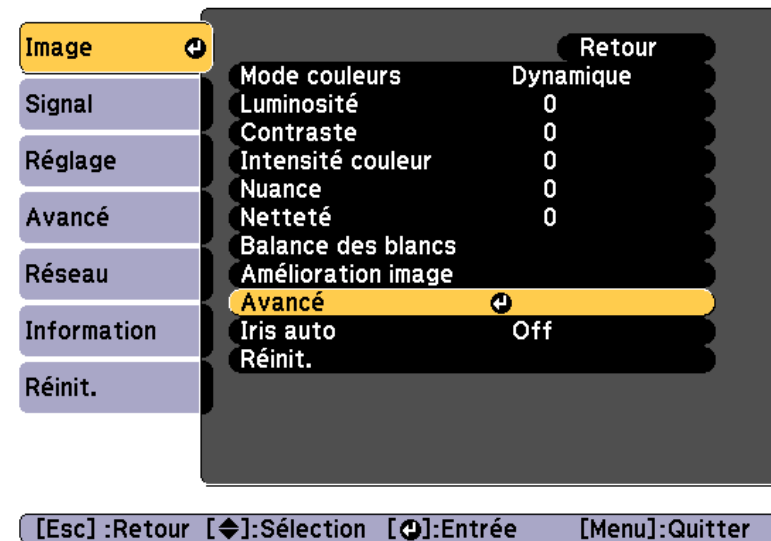 Image
Signal
Réglage
Avancé
Réseau
Information
Réinit.
Retour
Mode couleurs Dynamique
Luminosité 0
Contraste 0
Intensité couleur 0
Nuance 0
Netteté 0
Balance des blancs
Amélioration image
Avancé
Iris auto Off
Réinit.
[Esc] :Retour [◆]:Sélection [⏎]:Entrée [Menu]:Quitter